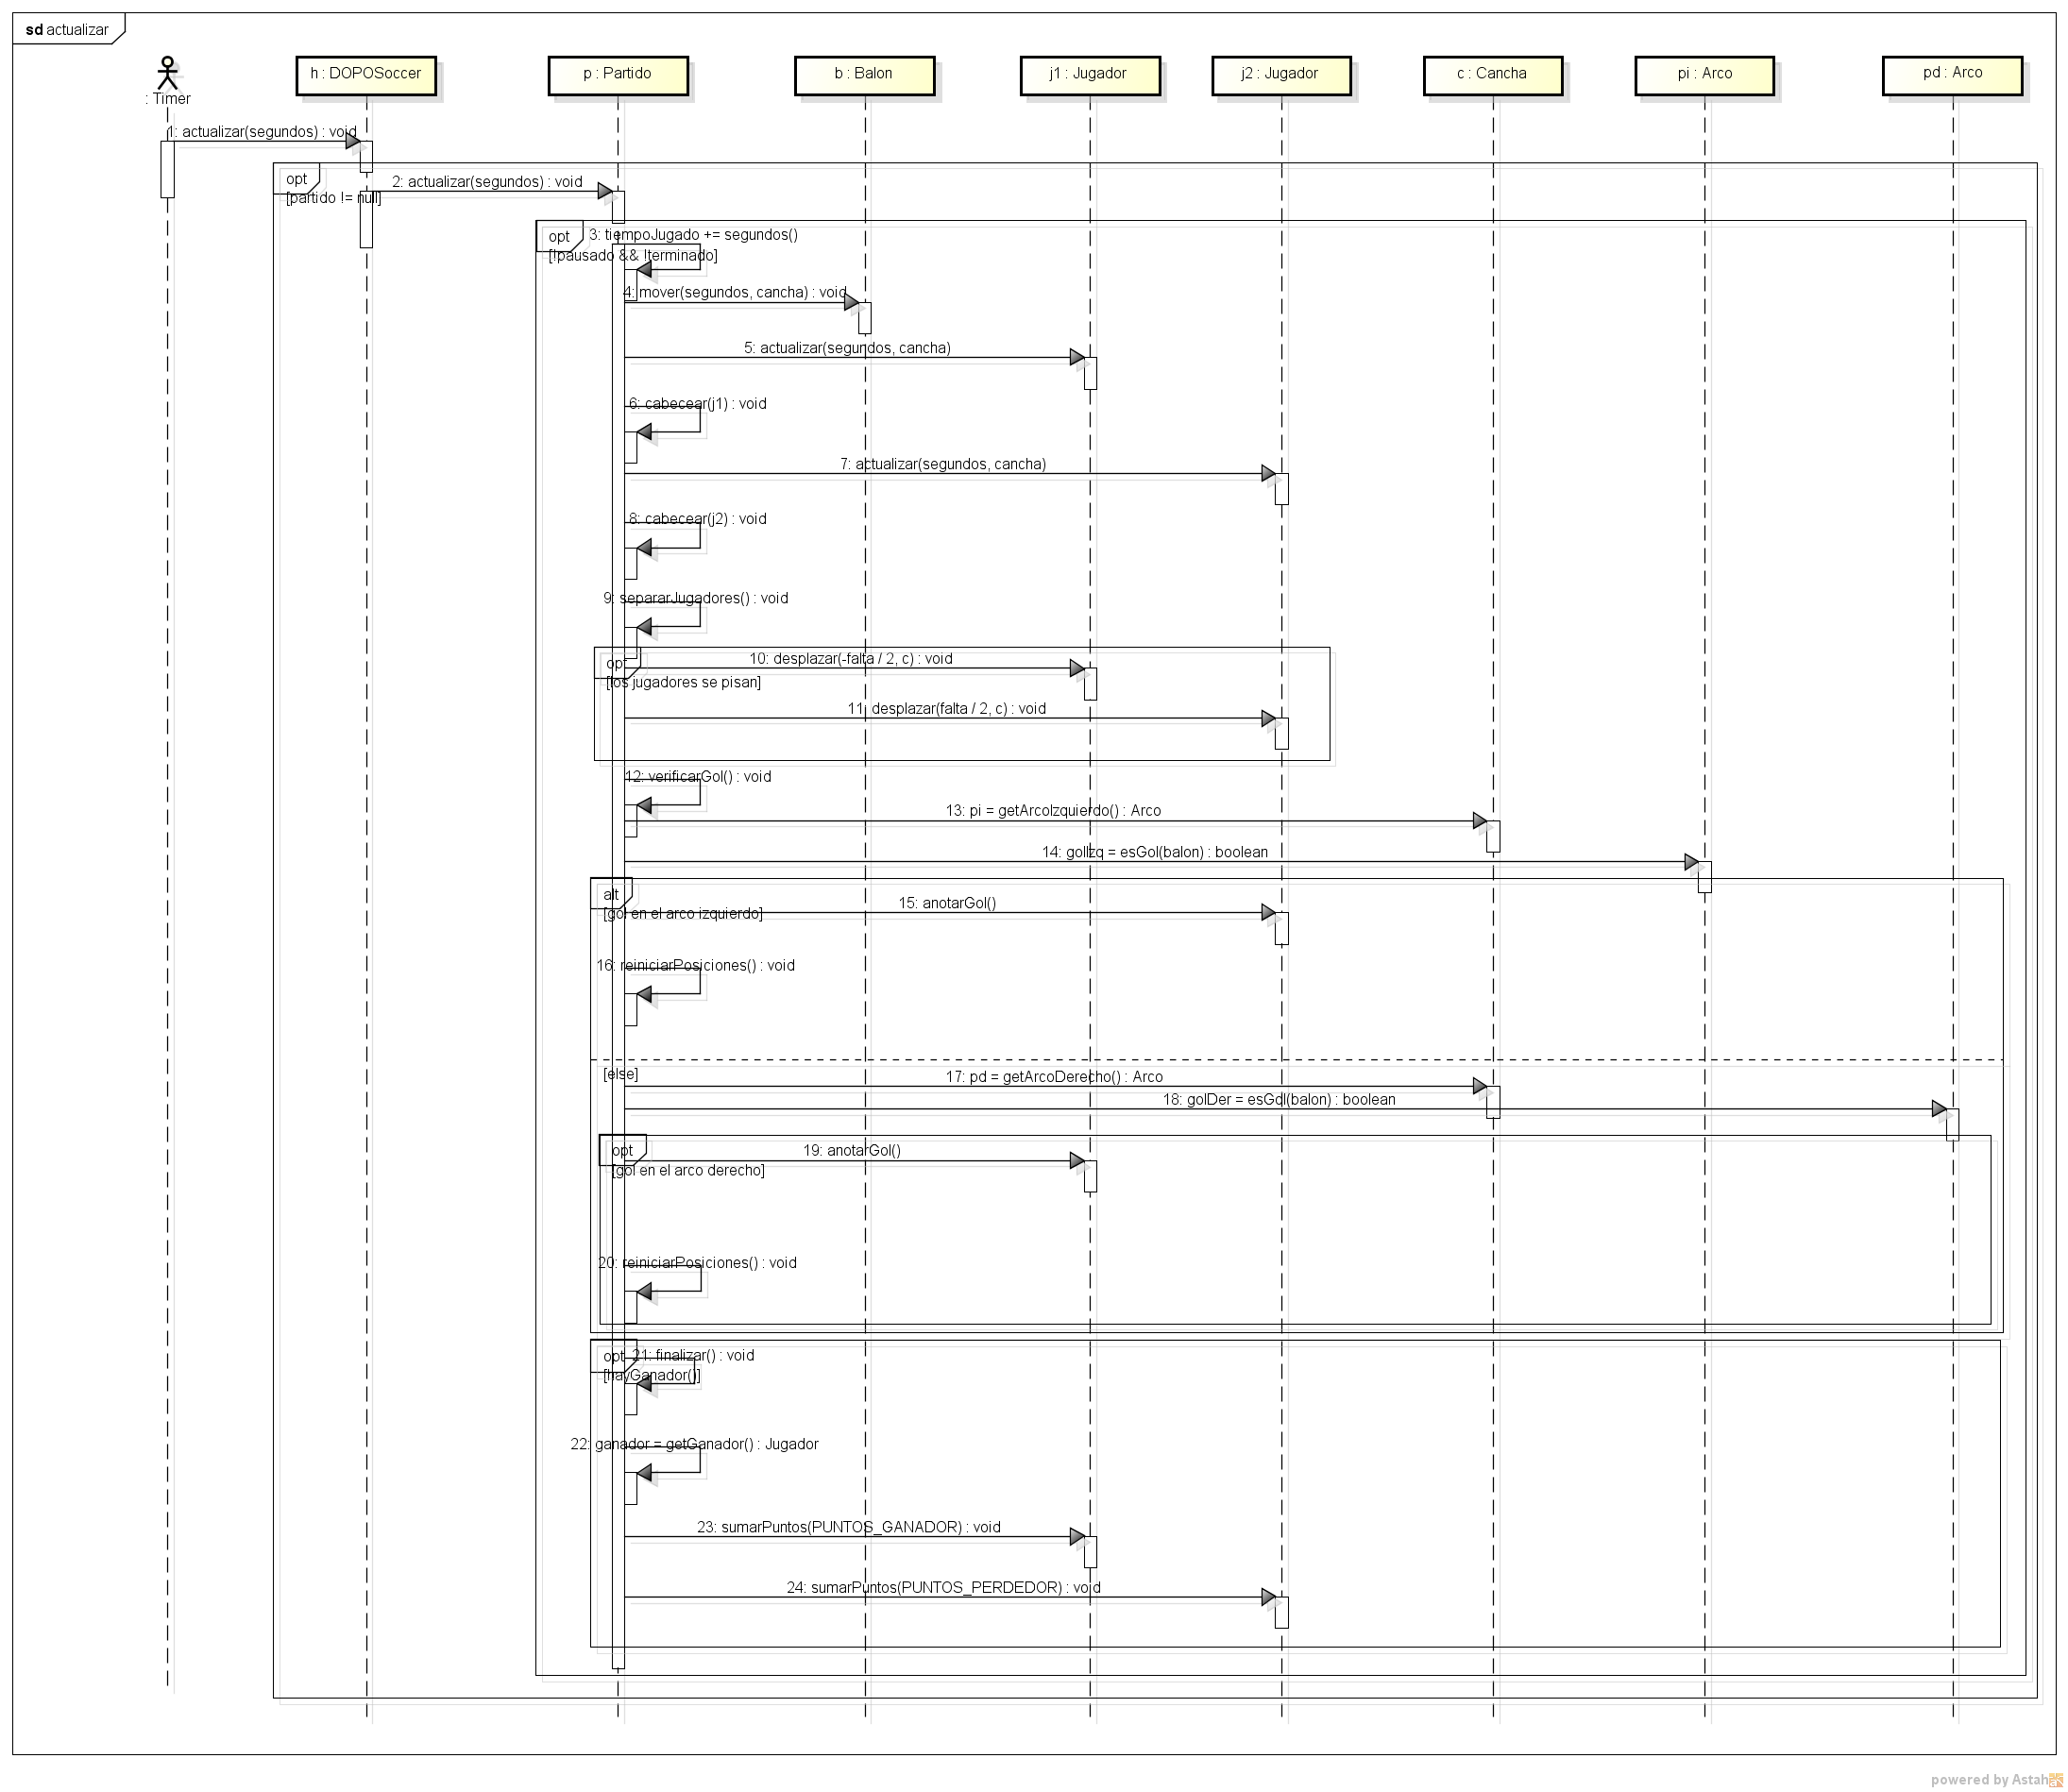 sd actualizar
: Timer
h : DOPOSoccer
p : Partido
b : Balon
j1 : Jugador
j2 : Jugador
c : Cancha
pi : Arco
pd : Arco
1: actualizar(segundos) : void
opt
[partido != null]
2: actualizar(segundos) : void
opt
3: tiempoJugado += segundos()
[!pausado && !terminado]
4: mover(segundos, cancha) : void
5: actualizar(segundos, cancha)
6: cabecear(j1) : void
7: actualizar(segundos, cancha)
8: cabecear(j2) : void
9: separarJugadores() : void
opt
10: desplazar(-falta / 2, c) : void
[los jugadores se pisan]
11: desplazar(falta / 2, c) : void
12: verificarGol() : void
13: pi = getArcoIzquierdo() : Arco
14: golIzq = esGol(balon) : boolean
alt
15: anotarGol()
[gol en el arco izquierdo]
16: reiniciarPosiciones() : void
[else]
17: pd = getArcoDerecho() : Arco
18: golDer = esGol(balon) : boolean
opt
19: anotarGol()
[gol en el arco derecho]
20: reiniciarPosiciones() : void
opt
21: finalizar() : void
[hayGanador()]
22: ganador = getGanador() : Jugador
23: sumarPuntos(PUNTOS_GANADOR) : void
24: sumarPuntos(PUNTOS_PERDEDOR) : void
powered by Astah